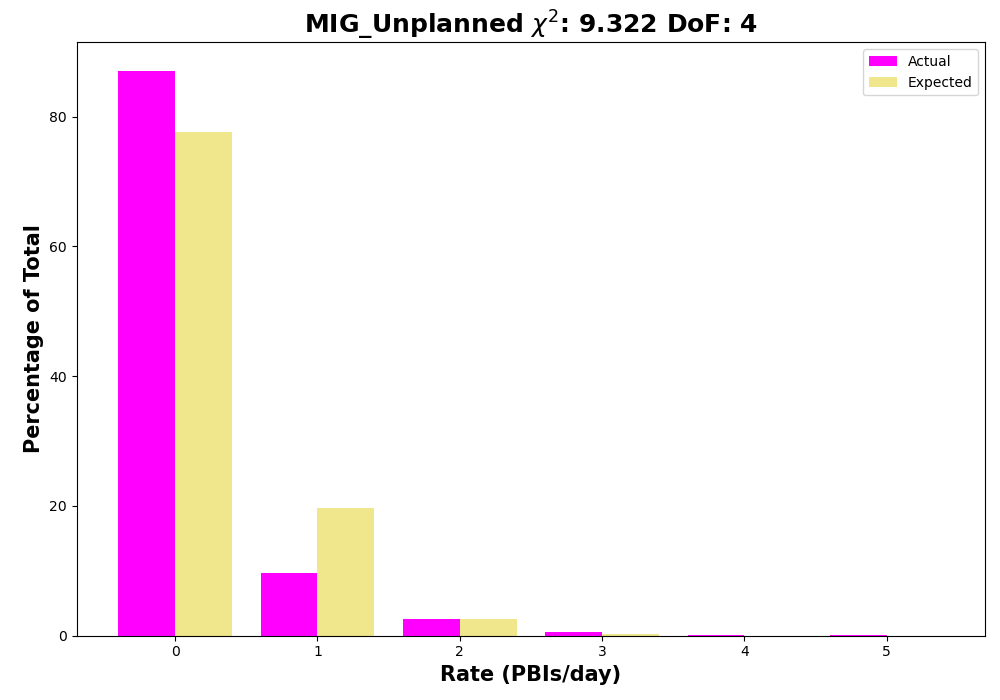 MIG_Unplanned χ²: 9.322 DoF: 4
Actual
Expected
Percentage of Total
80
60
40
20
0
0 1 2 3 4 5
Rate (PBIs/day)